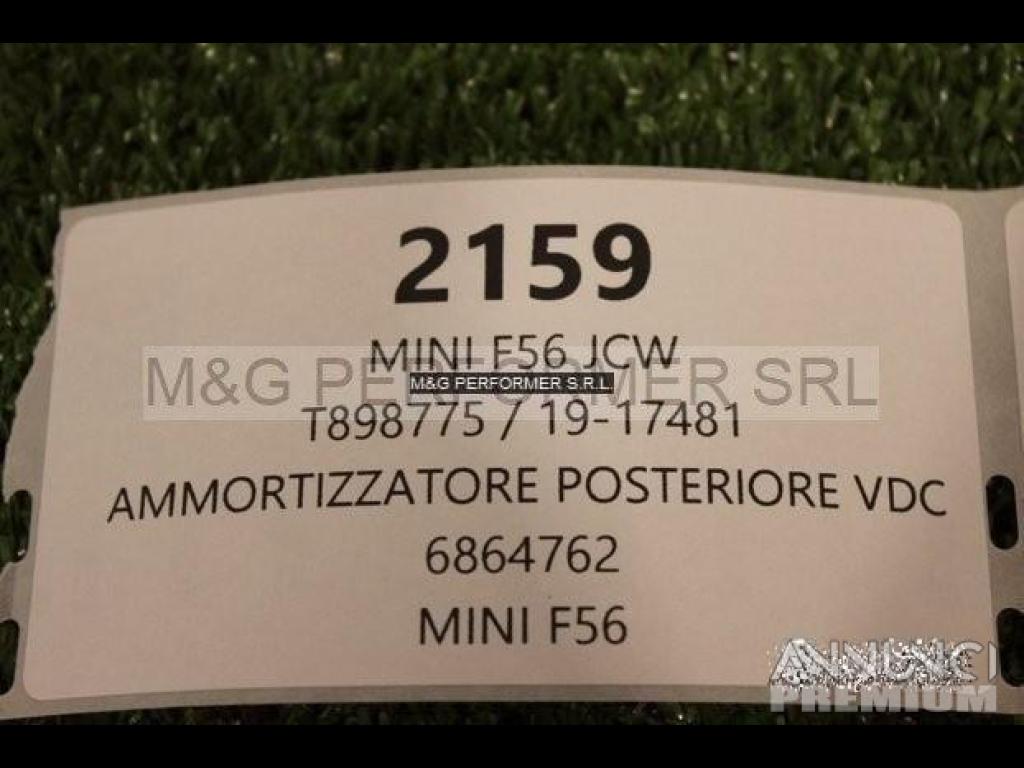 2159
MINI F56 JCW
M&G PERFORMER SRL
M&G PERFORMER S.R.L.
T898775 / 19-17481
AMMORTIZZATORE POSTERIORE VDC
6864762
MINI F56
ANNUNCI
PREMIUM